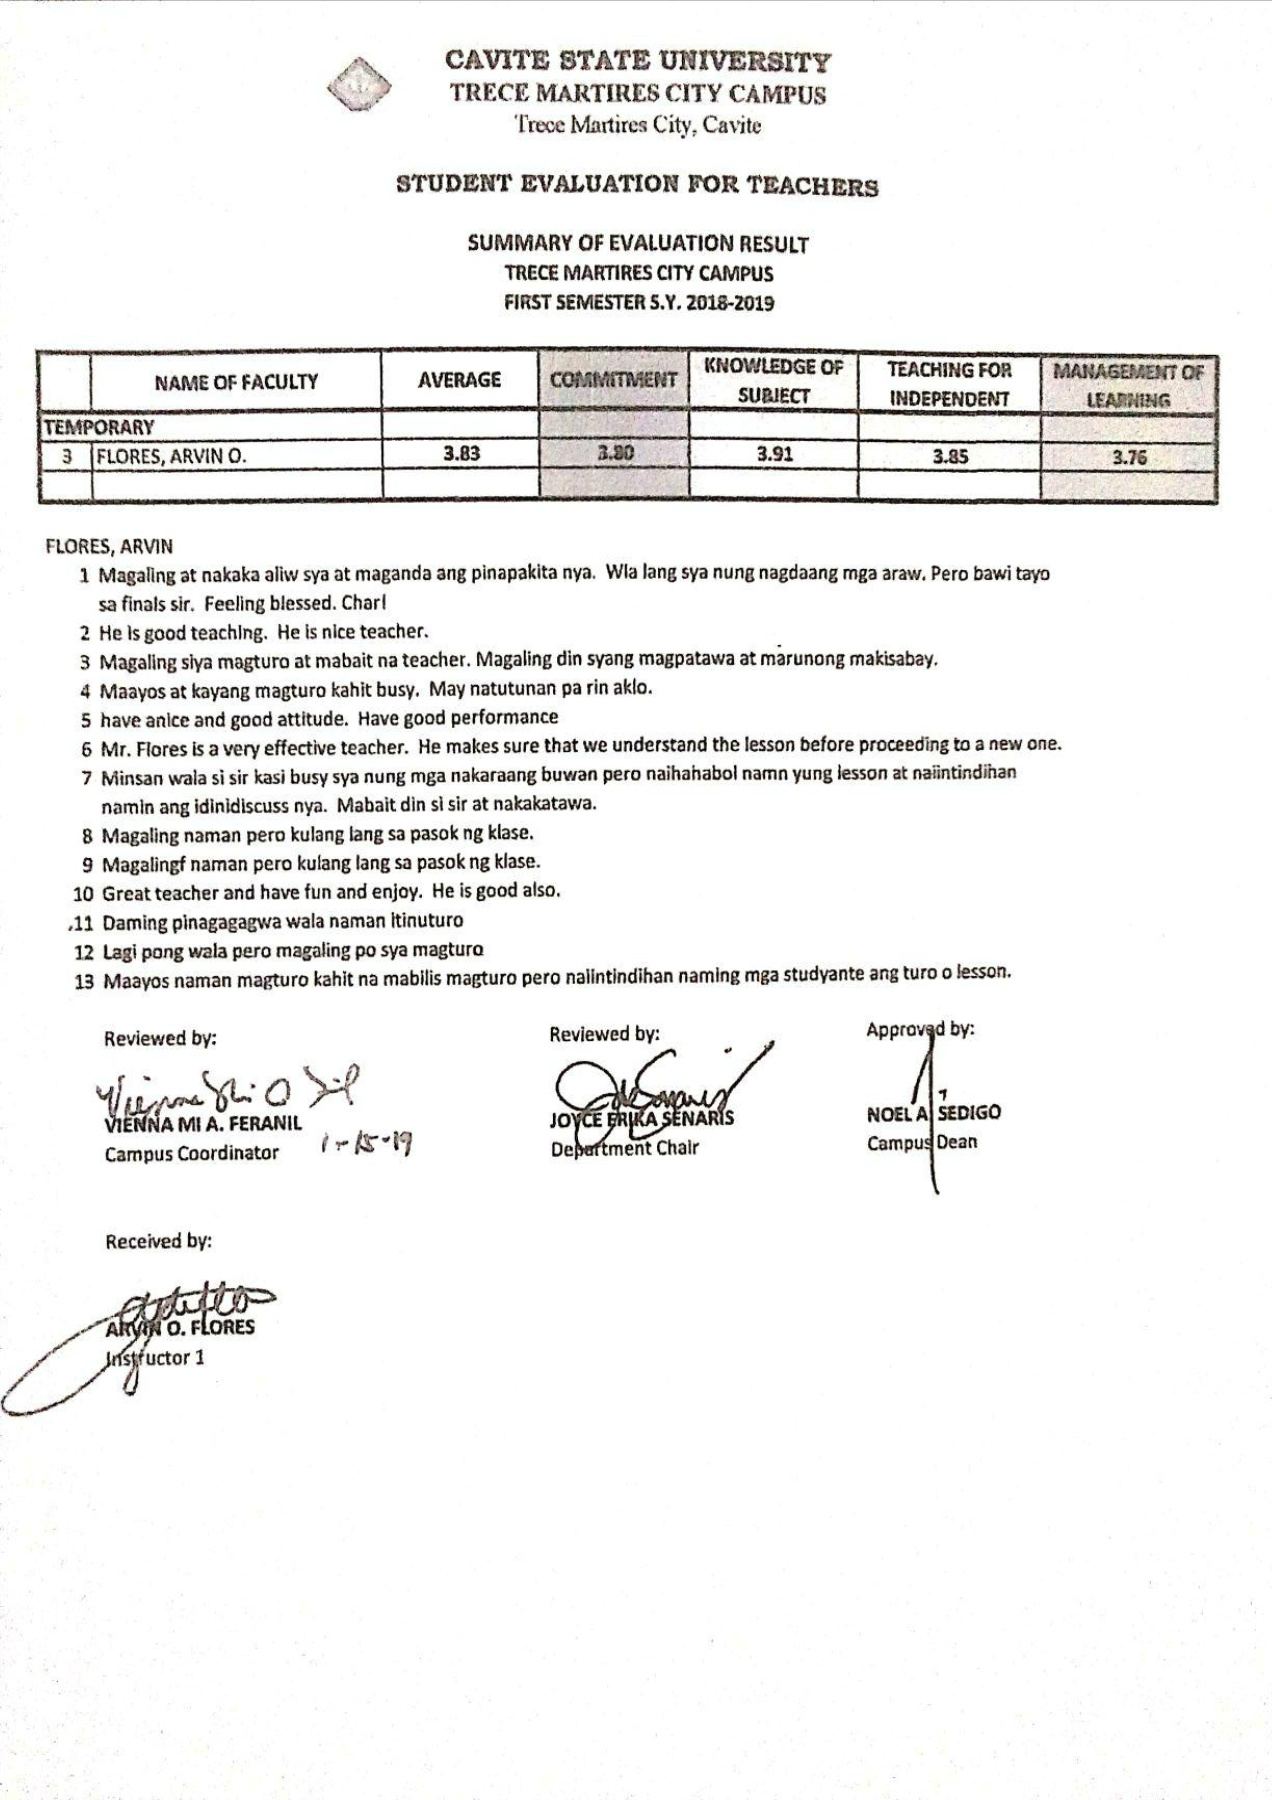 CAVITE STATE UNIVERSITY
TRECE MARTIRES CITY CAMPUS
Trece Martires City, Cavite
STUDENT EVALUATION FOR TEACHERS
SUMMARY OF EVALUATION RESULT
TRECE MARTIRES CITY CAMPUS
FIRST SEMESTER S.Y. 2018-2019
NAME OF FACULTY AVERAGE COMMITMENT KNOWLEDGE OF SUBJECT TEACHING FOR INDEPENDENT MANAGEMENT OF LEARNING
TEMPORARY
3 FLORES, ARVIN O. 3.83 3.80 3.91 3.85 3.76
FLORES, ARVIN
1 Magaling at nakaka aliw sya at maganda ang pinapakita nya. Wla lang sya nung nagdaang mga araw. Pero bawi tayo
sa finals sir. Feeling blessed. Char!
2 He is good teaching. He is nice teacher.
3 Magaling siya magturo at mabait na teacher. Magaling din syang magpatawa at marunong makisabay.
4 Maayos at kayang magturo kahit busy. May natutunan pa rin aklo.
5 have anice and good attitude. Have good performance
6 Mr. Flores is a very effective teacher. He makes sure that we understand the lesson before proceeding to a new one.
7 Minsan wala si sir kasi busy sya nung mga nakaraang buwan pero naihahabol namn yung lesson at naiintindihan
namin ang idinidiscuss nya. Mabait din si sir at nakakatawa.
8 Magaling naman pero kulang lang sa pasok ng klase.
9 Magalingf naman pero kulang lang sa pasok ng klase.
10 Great teacher and have fun and enjoy. He is good also.
11 Daming pinagagagwa wala naman itinuturo
12 Lagi pong wala pero magaling po sya magturo
13 Maayos naman magturo kahit na mabilis magturo pero naiintindihan naming mga studyante ang turo o lesson.
Reviewed by: Reviewed by: Approved by:
VIENNA MI A. FERANIL JOYCE ERIKA SENARIS NOEL A SEDIGO
Campus Coordinator 1-15-19 Department Chair Campus Dean
Received by:
ARVIN O. FLORES
Instructor 1